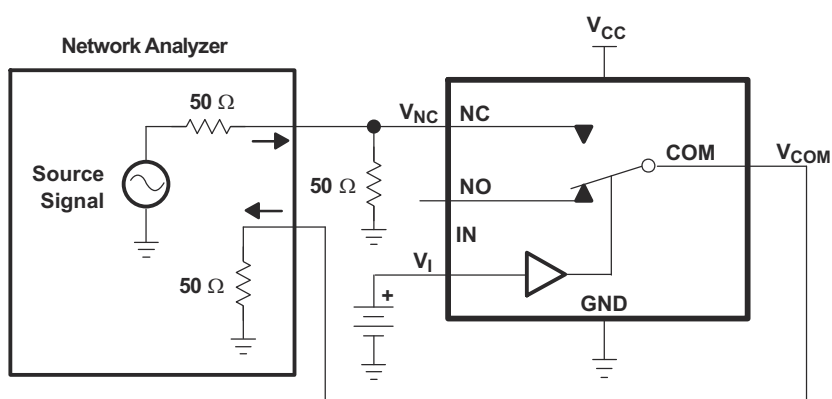 V_CC
Network Analyzer
50 Ω
V_NC
NC
Source
Signal
50 Ω
COM
V_COM
NO
IN
50 Ω
V_I
+
GND